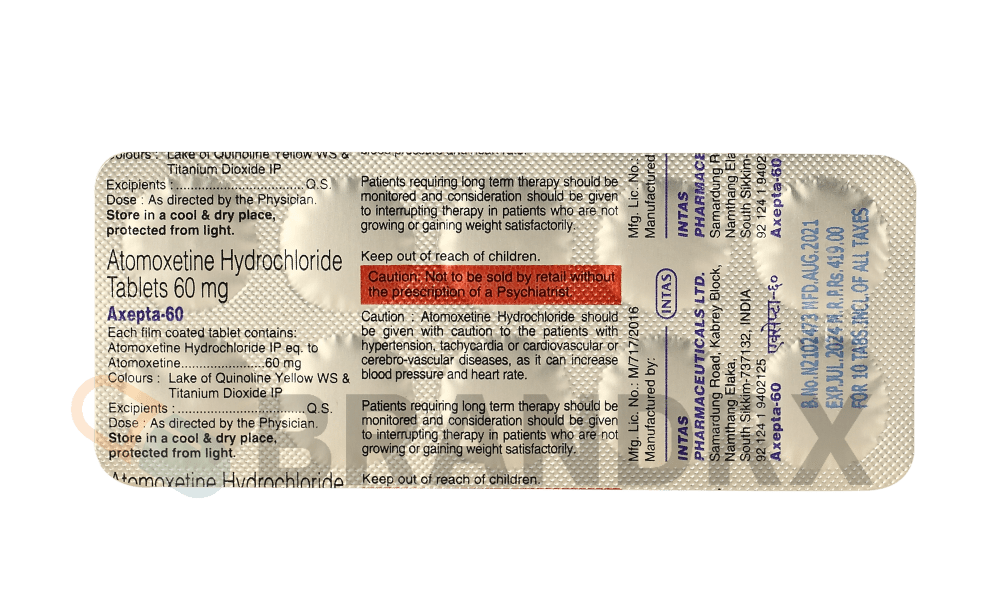 Colours : Lake of Quinoline Yellow WS &
Titanium Dioxide IP
Excipients :................................Q.S.
Dose : As directed by the Physician.
Store in a cool & dry place,
protected from light.
Atomoxetine Hydrochloride
Tablets 60 mg
Axepta-60
Each film coated tablet contains:
Atomoxetine Hydrochloride IP eq. to
Atomoxetine.....................60 mg
Colours : Lake of Quinoline Yellow WS &
Titanium Dioxide IP
Excipients :................................Q.S.
Dose : As directed by the Physician.
Store in a cool & dry place,
protected from light.
Atomoxetine Hydrochloride
blood pressure and heart rate.
Patients requiring long term therapy should be
monitored and consideration should be given
to interrupting therapy in patients who are not
growing or gaining weight satisfactorily.
Keep out of reach of children.
Caution: Not to be sold by retail without
the prescription of a Psychiatrist.
Caution : Atomoxetine Hydrochloride should
be given with caution to the patients with
hypertension, tachycardia or cardiovascular or
cerebro-vascular diseases, as it can increase
blood pressure and heart rate.
Patients requiring long term therapy should be
monitored and consideration should be given
to interrupting therapy in patients who are not
growing or gaining weight satisfactorily.
Keep out of reach of children.
Mfg. Lic. No.:
Manufactured
INTAS
PHARMACE
Samardung R
Namthang Ela
South Sikkim-
92 124 1 9402
Axepta-60
Mfg. Lic. No.: M/717/2016
Manufactured by:
INTAS
INTAS
PHARMACEUTICALS LTD.
Samardung Road, Kabrey Block,
Namthang Elaka,
South Sikkim-737132, INDIA
92 124 1 9402125
Axepta-60
एक्सेप्टा-६०
B.No.N2102473 MFD.AUG.2021
EXP.JUL.2024 M.R.P.Rs.419.00
FOR 10 TABS.INCL.OF ALL TAXES
BRANDRX